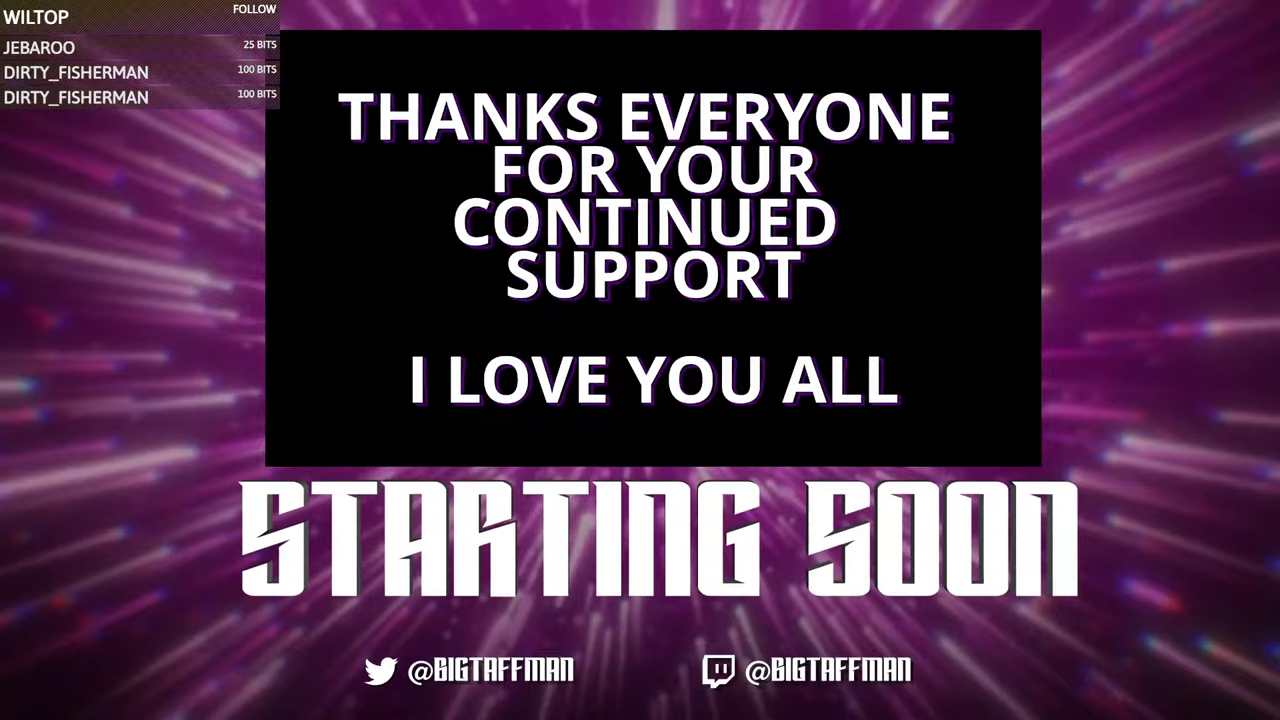 WILTOP FOLLOW
JEBAROO 25 BITS
DIRTY_FISHERMAN 100 BITS
DIRTY_FISHERMAN 100 BITS
THANKS EVERYONE
FOR YOUR
CONTINUED
SUPPORT
I LOVE YOU ALL
STARTING SOON
@BIGTAFFMAN @BIGTAFFMAN